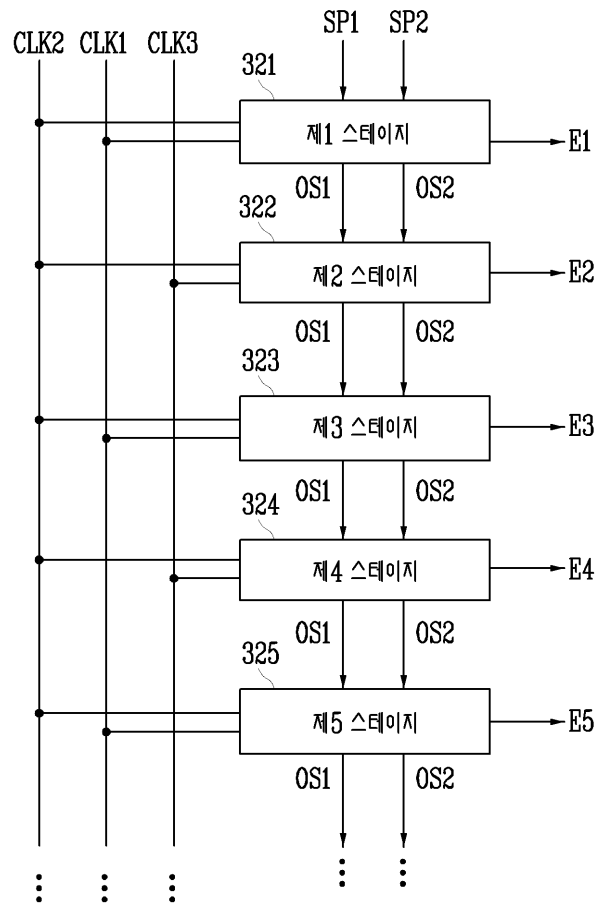 SP1 SP2
CLK2 CLK1 CLK3
321
제1 스테이지
E1
OS1 OS2
322
제2 스테이지
E2
OS1 OS2
323
제3 스테이지
E3
OS1 OS2
324
제4 스테이지
E4
OS1 OS2
325
제5 스테이지
E5
OS1 OS2